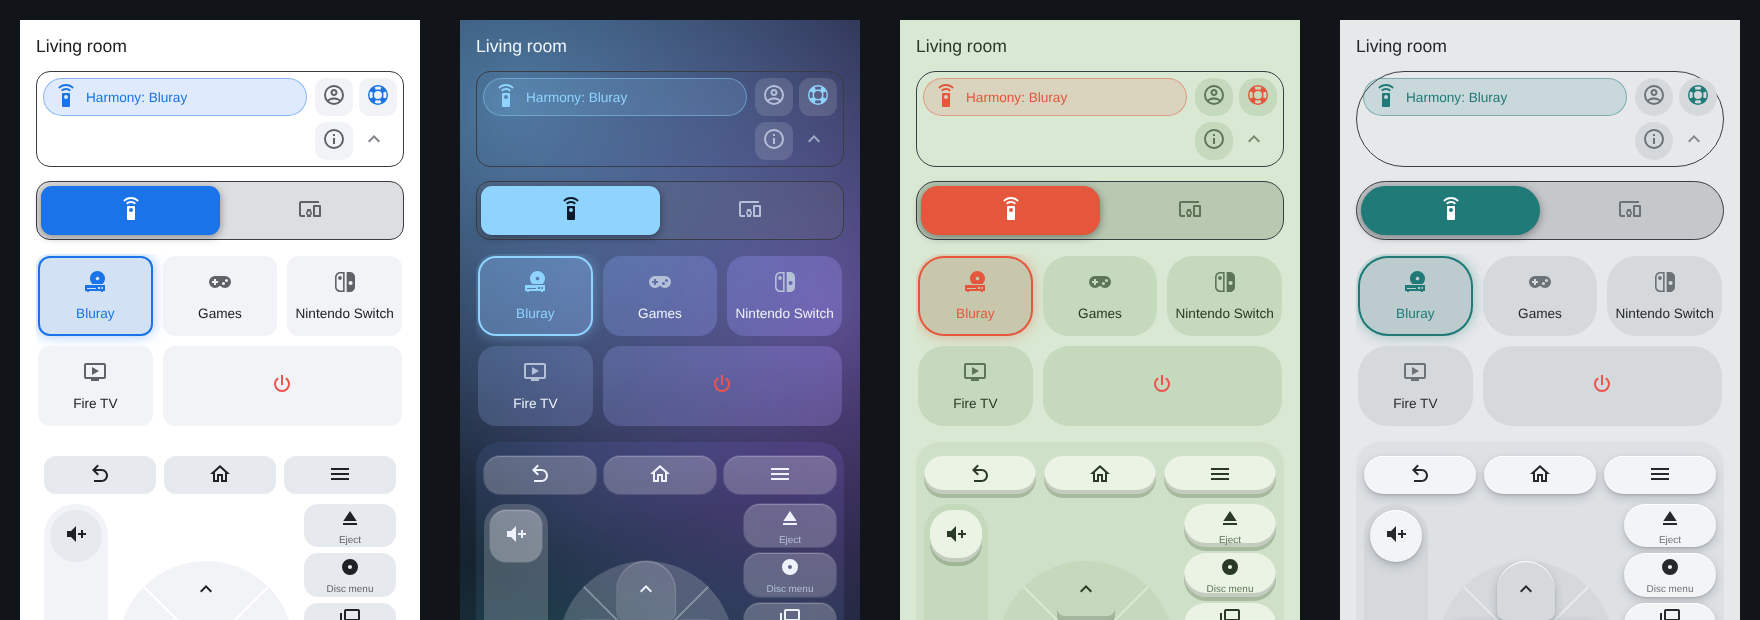 Living room
Harmony: Bluray
Bluray
Games
Nintendo Switch
Fire TV
Eject
Disc menu
Living room
Harmony: Bluray
Bluray
Games
Nintendo Switch
Fire TV
Eject
Disc menu
Living room
Harmony: Bluray
Bluray
Games
Nintendo Switch
Fire TV
Eject
Disc menu
Living room
Harmony: Bluray
Bluray
Games
Nintendo Switch
Fire TV
Eject
Disc menu